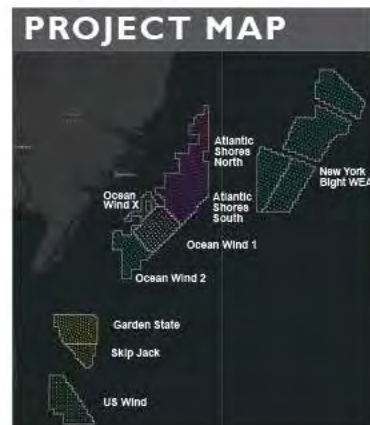 PROJECT MAP
Atlantic
Shores
North
New York
Bight WEA
Ocean
Wind X
Atlantic
Shores
South
Ocean Wind 1
Ocean Wind 2
Garden State
Skip Jack
US Wind